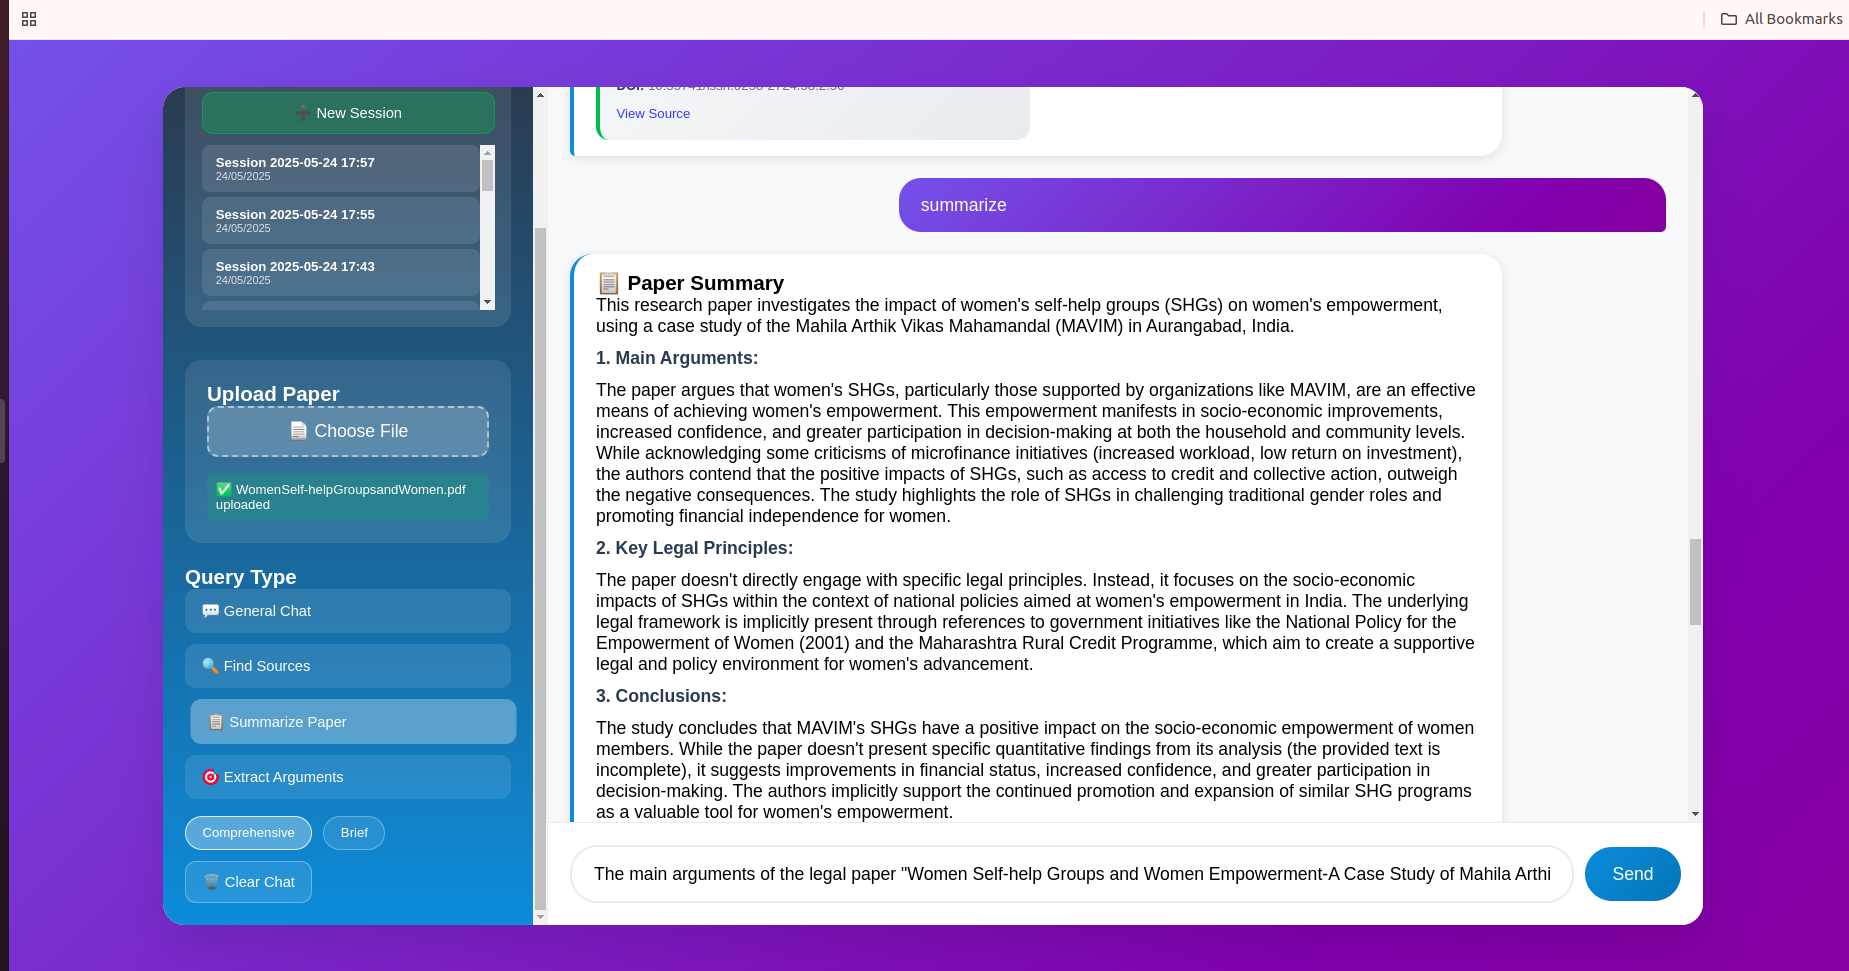 All Bookmarks
New Session
Session 2025-05-24 17:57
24/05/2025
Session 2025-05-24 17:55
24/05/2025
Session 2025-05-24 17:43
24/05/2025
Upload Paper
Choose File
WomenSelf-helpGroupsandWomen.pdf
uploaded
Query Type
General Chat
Find Sources
Summarize Paper
Extract Arguments
Comprehensive
Brief
Clear Chat
View Source
summarize
Paper Summary
This research paper investigates the impact of women's self-help groups (SHGs) on women's empowerment,
using a case study of the Mahila Arthik Vikas Mahamandal (MAVIM) in Aurangabad, India.
1. Main Arguments:
The paper argues that women's SHGs, particularly those supported by organizations like MAVIM, are an effective
means of achieving women's empowerment. This empowerment manifests in socio-economic improvements,
increased confidence, and greater participation in decision-making at both the household and community levels.
While acknowledging some criticisms of microfinance initiatives (increased workload, low return on investment),
the authors contend that the positive impacts of SHGs, such as access to credit and collective action, outweigh
the negative consequences. The study highlights the role of SHGs in challenging traditional gender roles and
promoting financial independence for women.
2. Key Legal Principles:
The paper doesn't directly engage with specific legal principles. Instead, it focuses on the socio-economic
impacts of SHGs within the context of national policies aimed at women's empowerment in India. The underlying
legal framework is implicitly present through references to government initiatives like the National Policy for the
Empowerment of Women (2001) and the Maharashtra Rural Credit Programme, which aim to create a supportive
legal and policy environment for women's advancement.
3. Conclusions:
The study concludes that MAVIM's SHGs have a positive impact on the socio-economic empowerment of women
members. While the paper doesn't present specific quantitative findings from its analysis (the provided text is
incomplete), it suggests improvements in financial status, increased confidence, and greater participation in
decision-making. The authors implicitly support the continued promotion and expansion of similar SHG programs
as a valuable tool for women's empowerment.
The main arguments of the legal paper "Women Self-help Groups and Women Empowerment-A Case Study of Mahila Arthi
Send